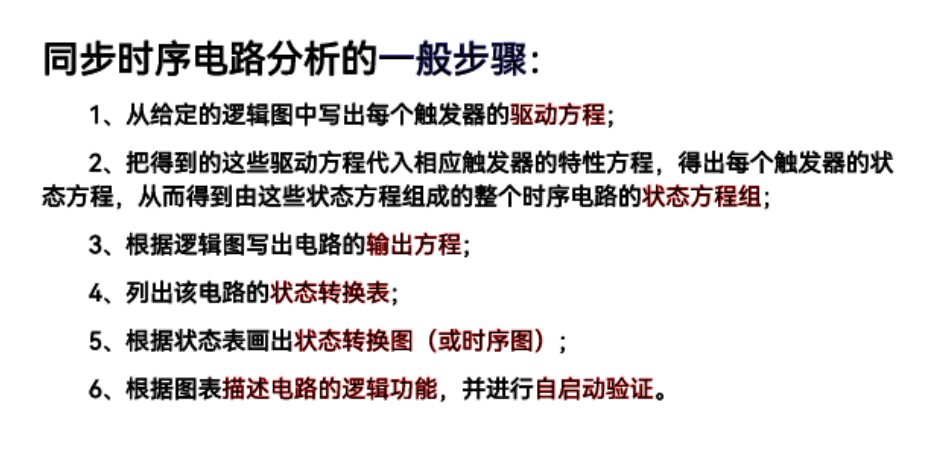 同步时序电路分析的一般步骤：
1、从给定的逻辑图中写出每个触发器的驱动方程；
2、把得到的这些驱动方程代入相应触发器的特性方程，得出每个触发器的状
态方程，从而得到由这些状态方程组成的整个时序电路的状态方程组；
3、根据逻辑图写出电路的输出方程；
4、列出该电路的状态转换表；
5、根据状态表画出状态转换图（或时序图）；
6、根据图表描述电路的逻辑功能，并进行自启动验证。